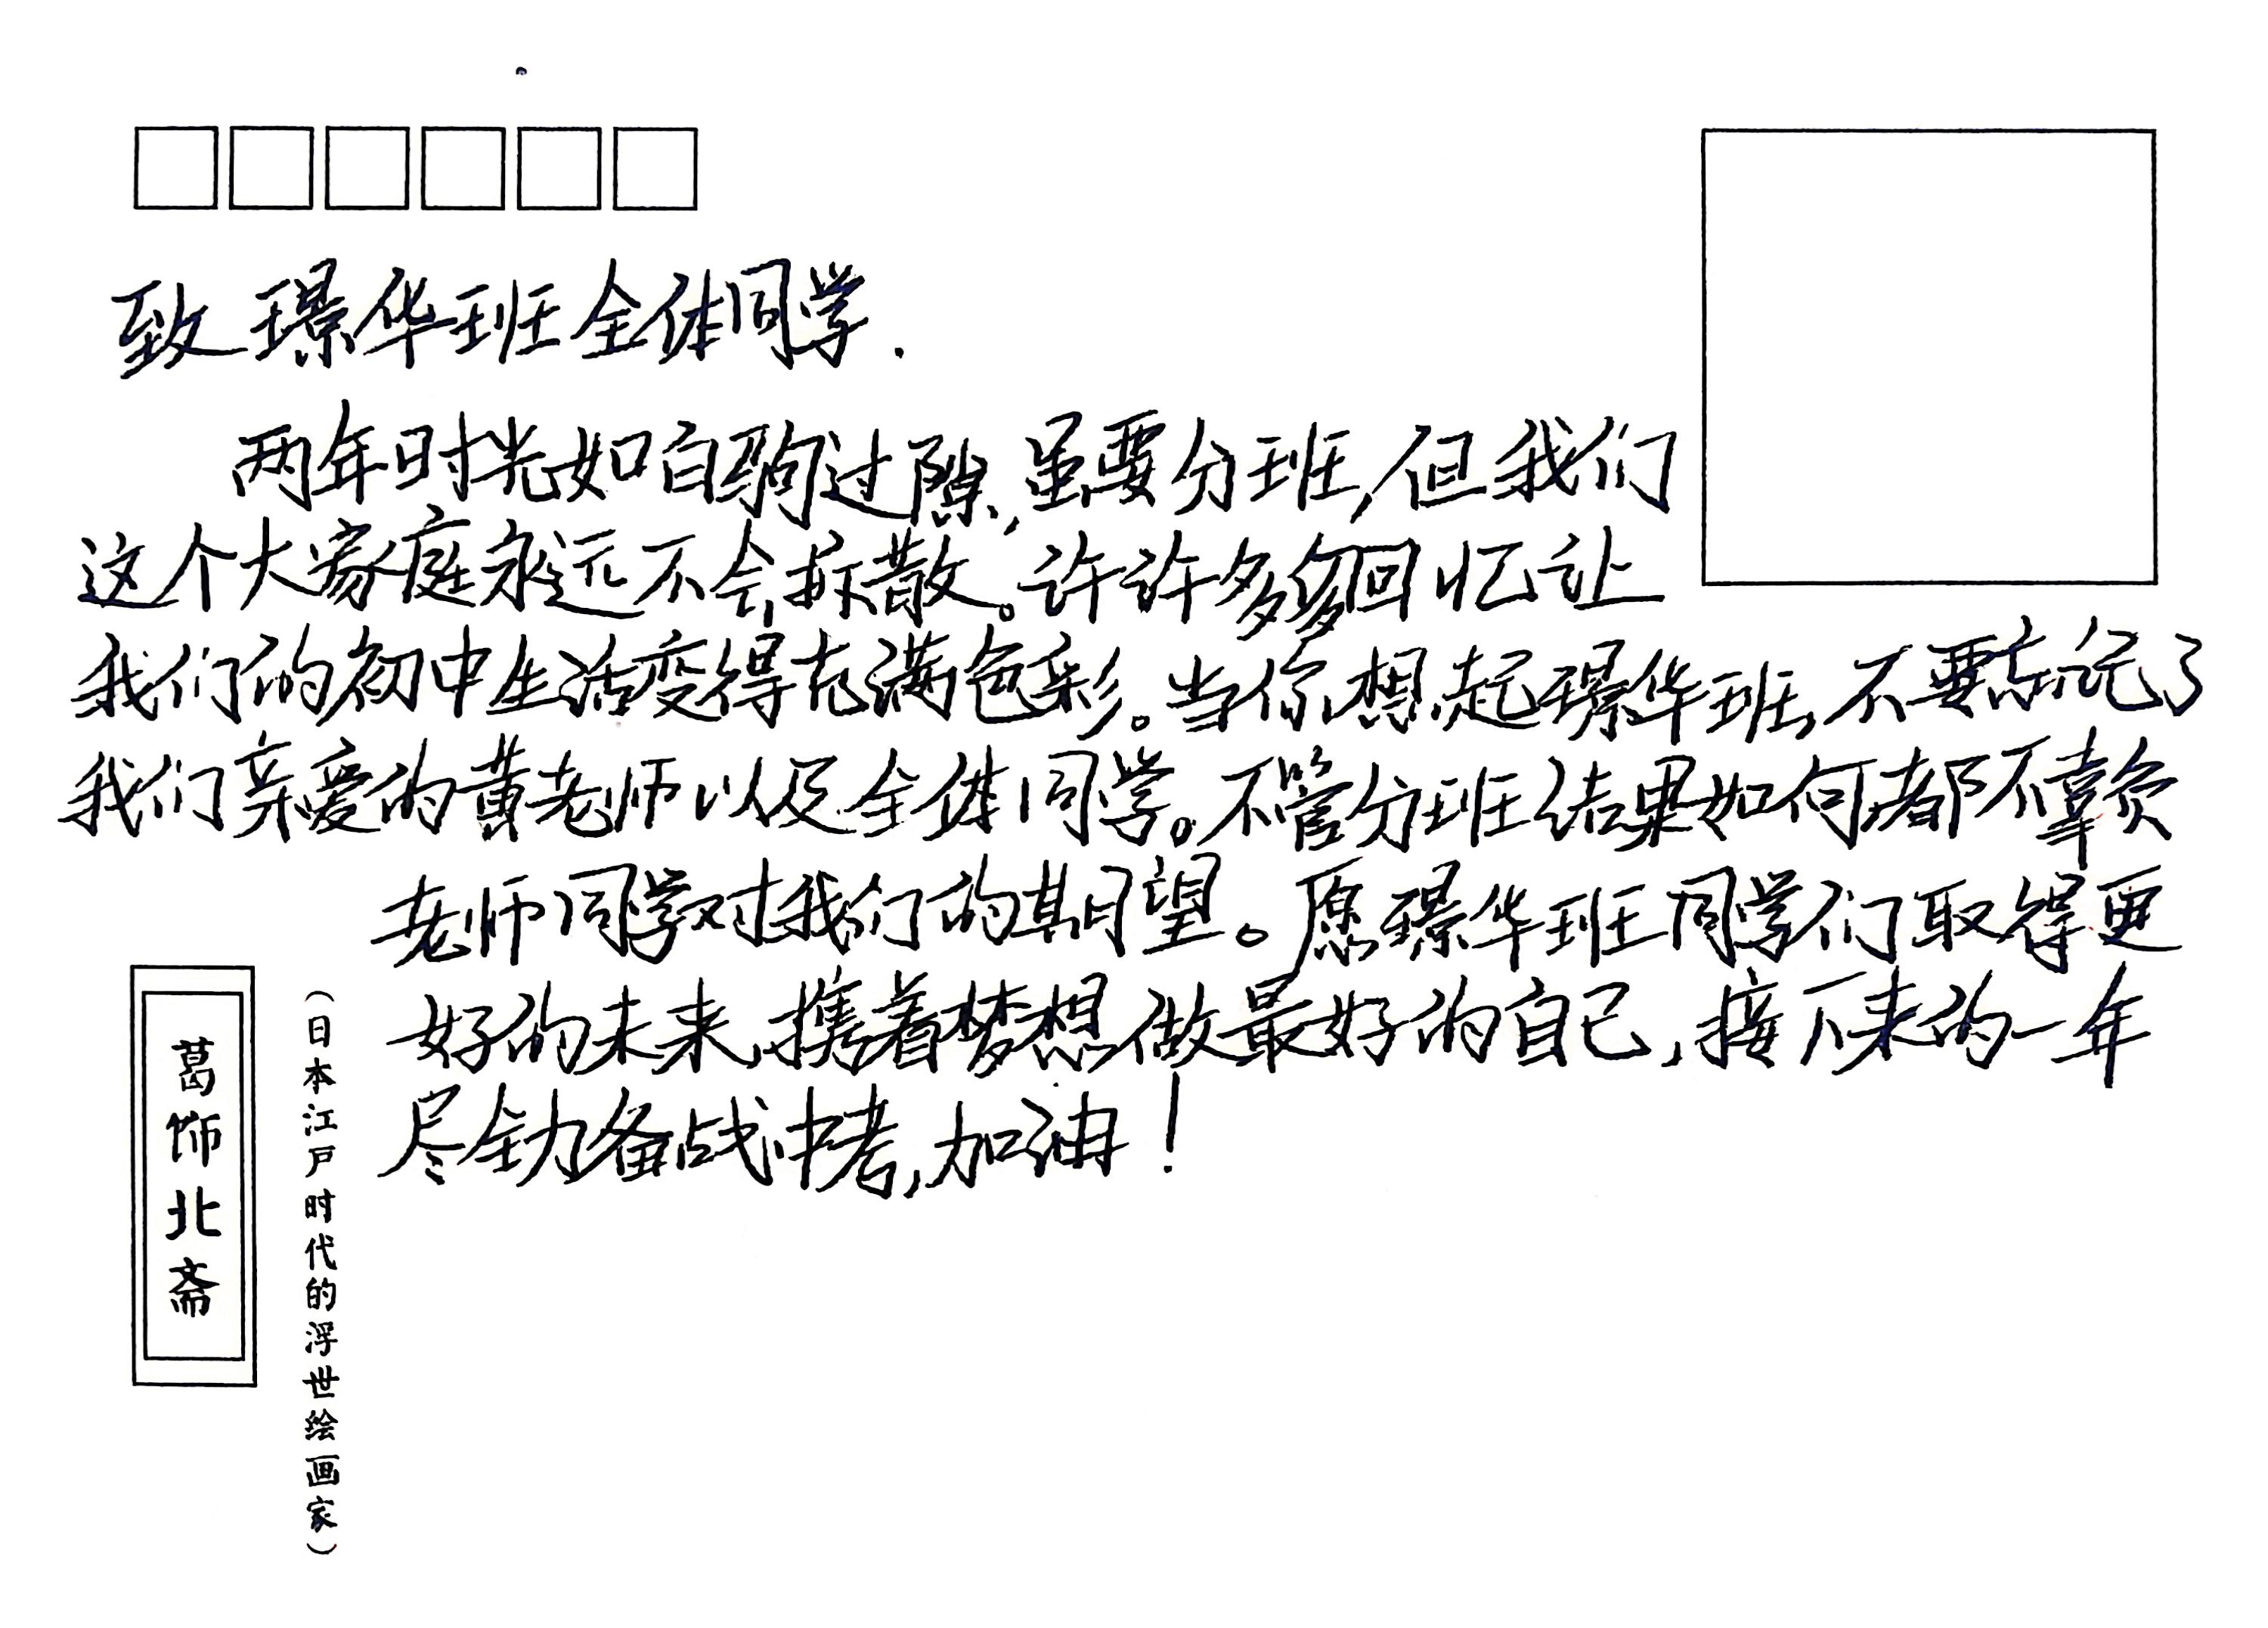 致璟华班全体同学.
两年时光如白驹过隙,虽要分班,但我们
这个大家庭永远不会拆散。许许多多回忆让
我们的初中生活变得充满色彩。当你想起璟华班,不要忘记了
我们亲爱的黄老师以及全体同学。不管分班结果如何都不辜负
老师同学对我们的期望。愿璟华班同学们取得更
好的未来,携着梦想做最好的自己,接下来的一年
尽全力备战中考,加油!
葛饰北斋
(日本江户时代的浮世绘画家)